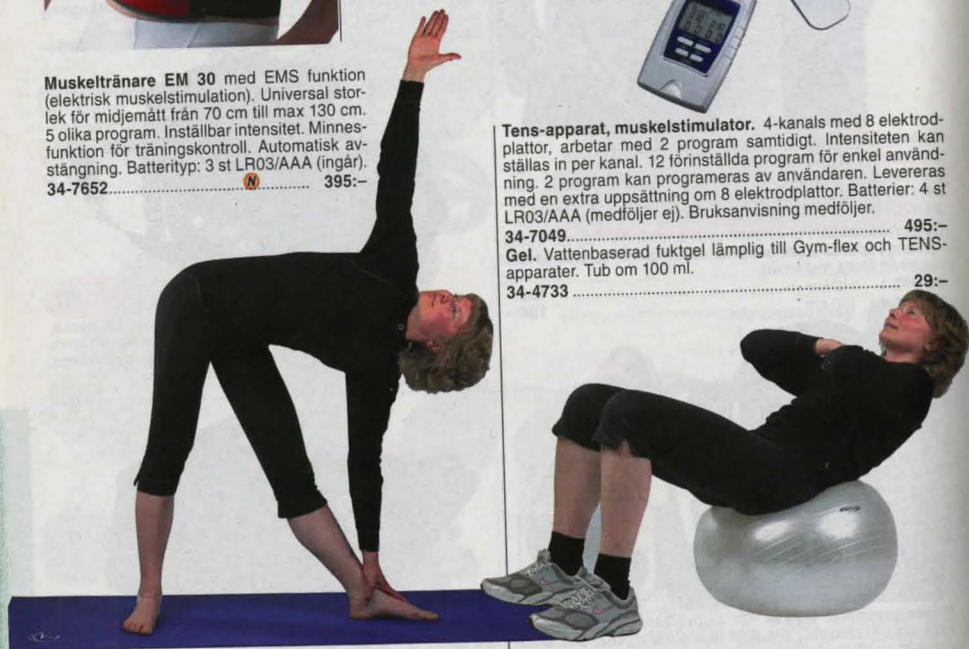 Muskeltränare EM 30 med EMS funktion
(elektrisk muskelstimulation). Universal stor-
lek för midjemått från 70 cm till max 130 cm.
5 olika program. Inställbar intensitet. Minnes-
funktion för träningskontroll. Automatisk av-
stängning. Batterityp: 3 st LR03/AAA (ingår).
34-7652.......................N............ 395:–
Tens-apparat, muskelstimulator. 4-kanals med 8 elektrod-
plattor, arbetar med 2 program samtidigt. Intensiteten kan
ställas in per kanal. 12 förinställda program för enkel använd-
ning. 2 program kan programeras av användaren. Levereras
med en extra uppsättning om 8 elektrodplattor. Batterier: 4 st
LR03/AAA (medföljer ej). Bruksanvisning medföljer.
34-7049.................................................................. 495:–
Gel. Vattenbaserad fuktgel lämplig till Gym-flex och TENS-
apparater. Tub om 100 ml.
34-4733 .................................................................... 29:–